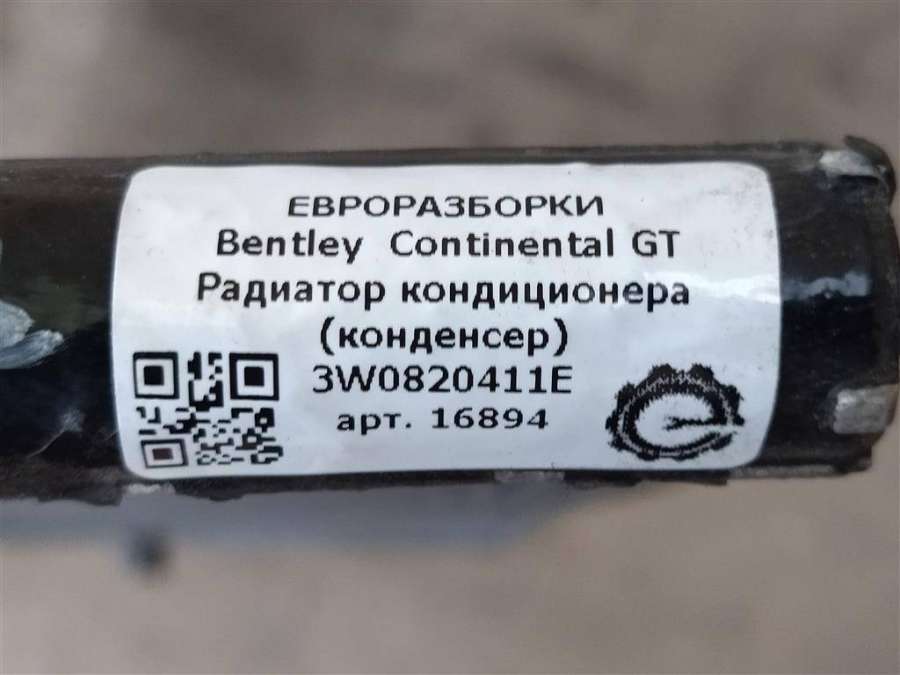 ЕВРОРАЗБОРКИ
Bentley Continental GT
Радиатор кондиционера
(конденсер)
3W0820411E
арт. 16894